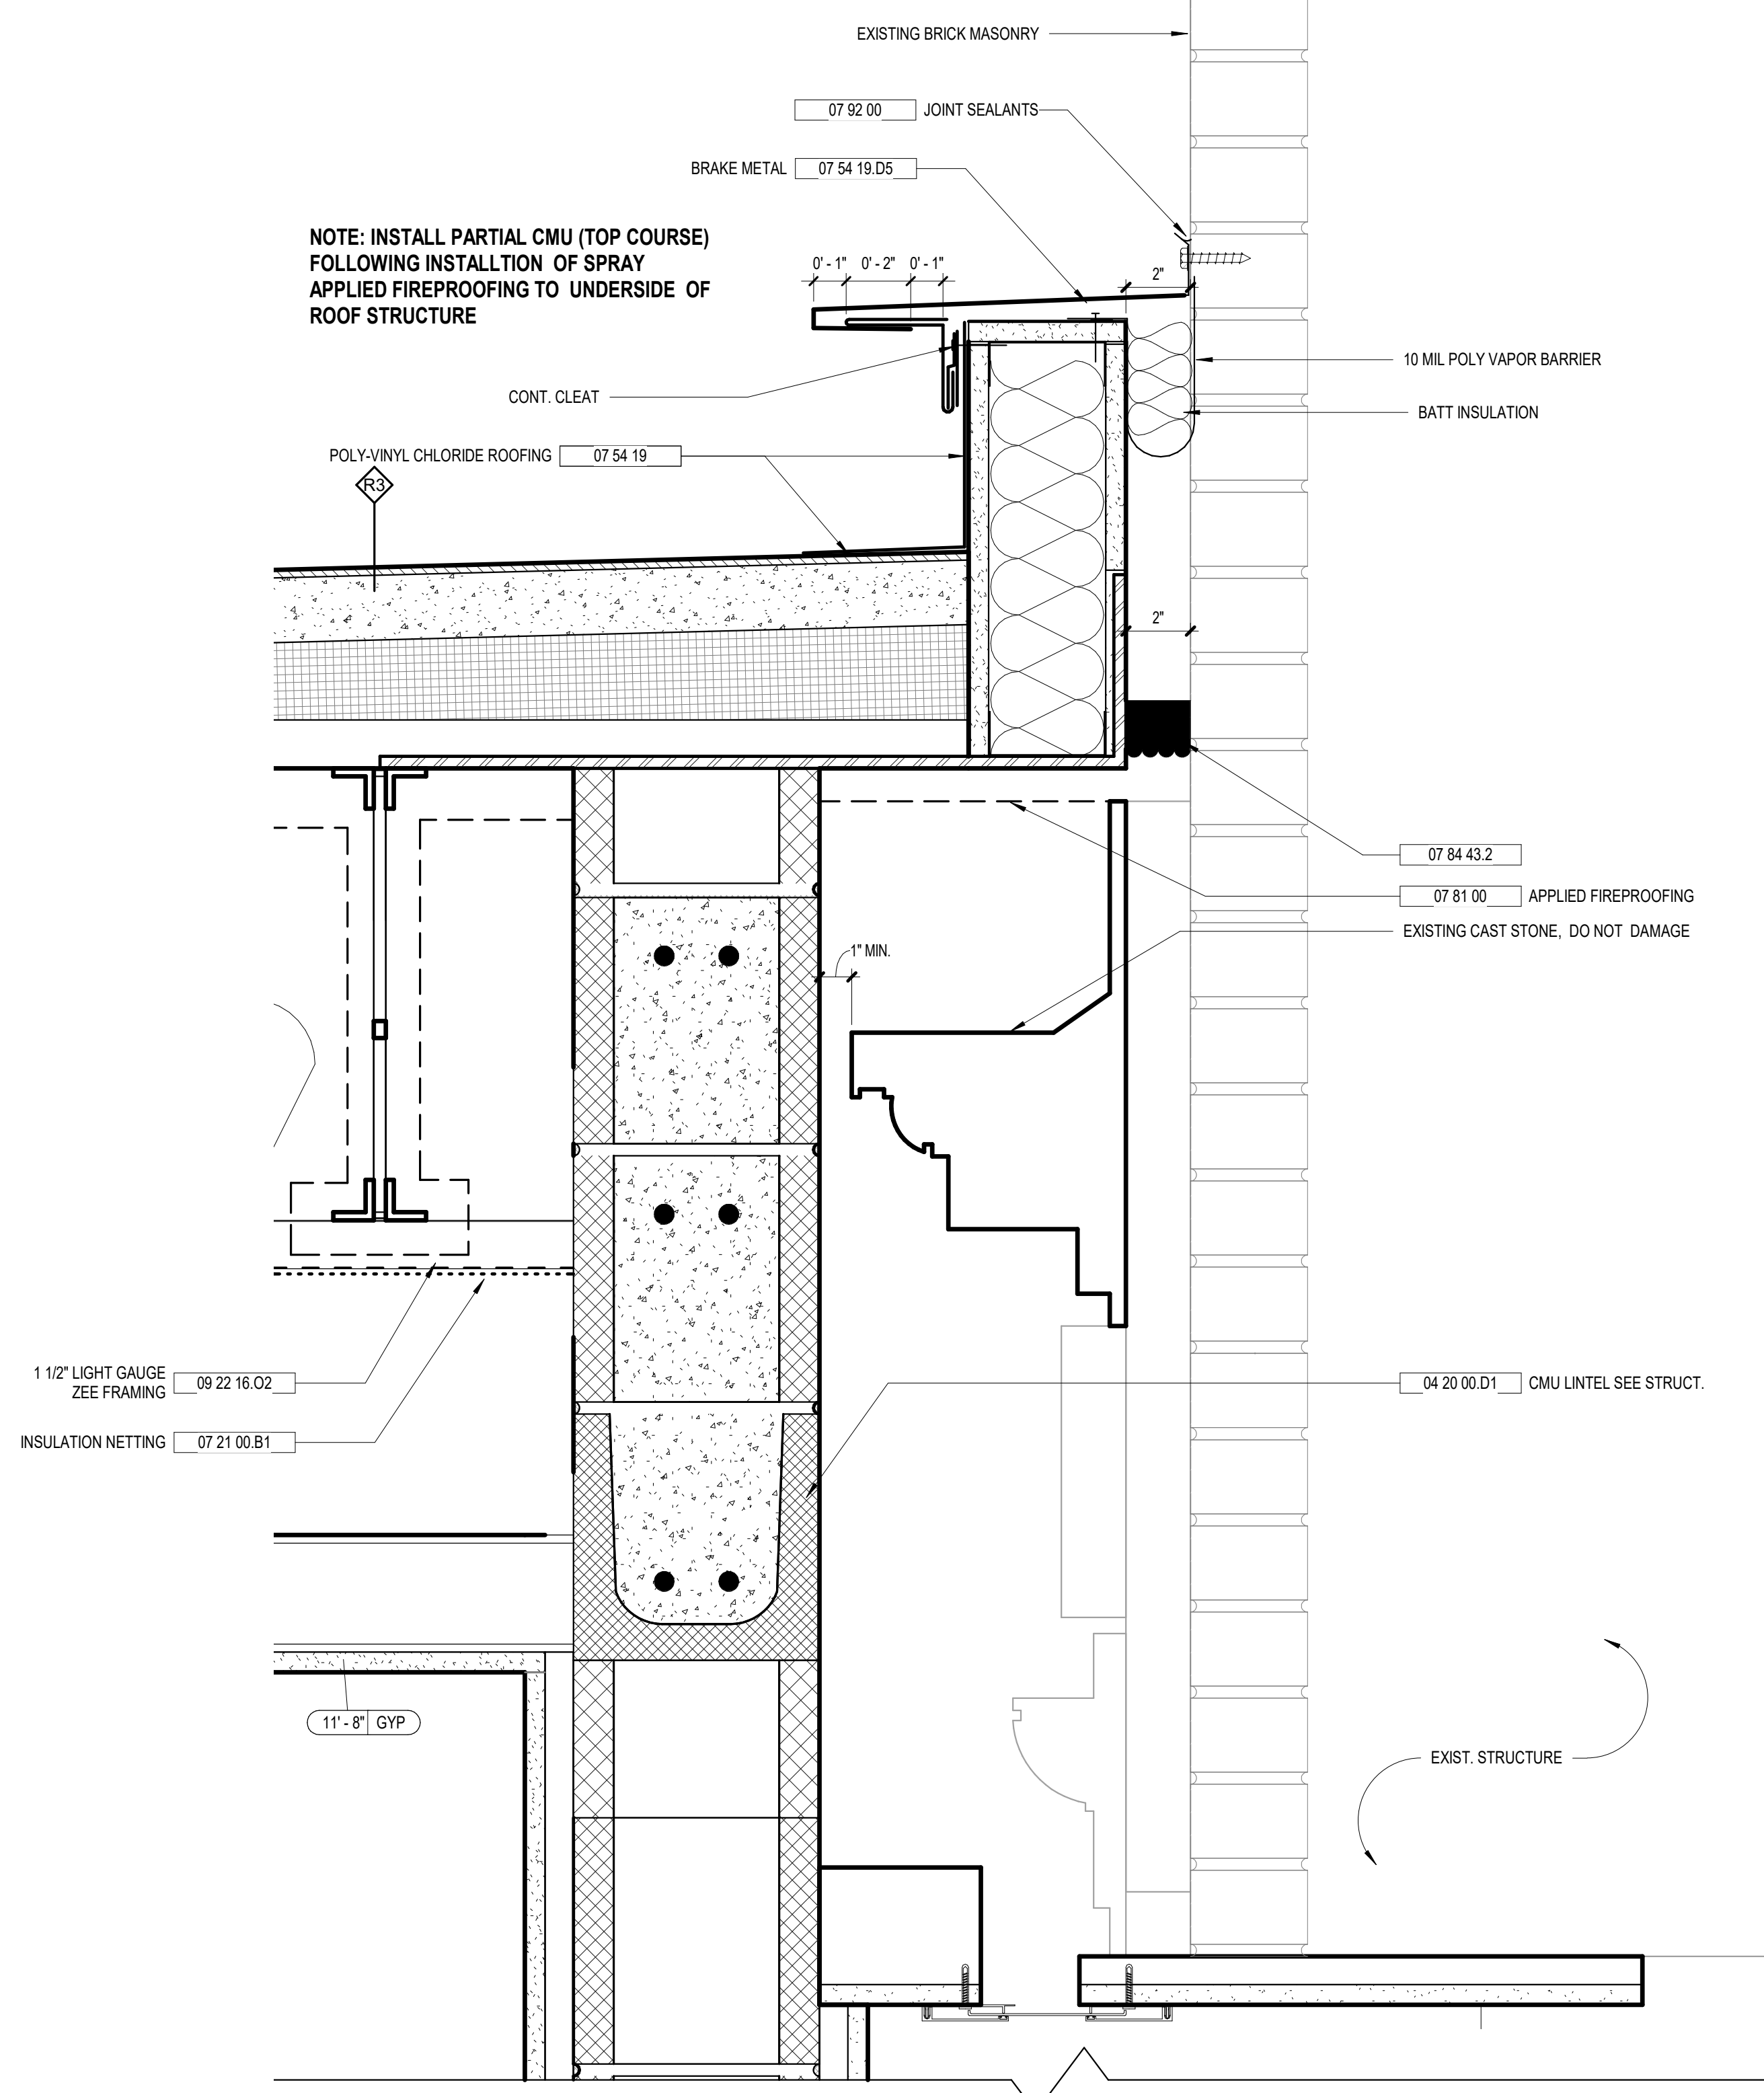 EXISTING BRICK MASONRY
07 92 00 JOINT SEALANTS
BRAKE METAL 07 54 19.D5
NOTE: INSTALL PARTIAL CMU (TOP COURSE)
FOLLOWING INSTALLTION OF SPRAY
APPLIED FIREPROOFING TO UNDERSIDE OF
ROOF STRUCTURE
0' - 1" 0' - 2" 0' - 1"
2"
10 MIL POLY VAPOR BARRIER
CONT. CLEAT
BATT INSULATION
POLY-VINYL CHLORIDE ROOFING 07 54 19
R3
2"
07 84 43.2
07 81 00 APPLIED FIREPROOFING
EXISTING CAST STONE, DO NOT DAMAGE
1" MIN.
1 1/2" LIGHT GAUGE
ZEE FRAMING
09 22 16.O2
04 20 00.D1 CMU LINTEL SEE STRUCT.
INSULATION NETTING 07 21 00.B1
11' - 8" GYP
EXIST. STRUCTURE